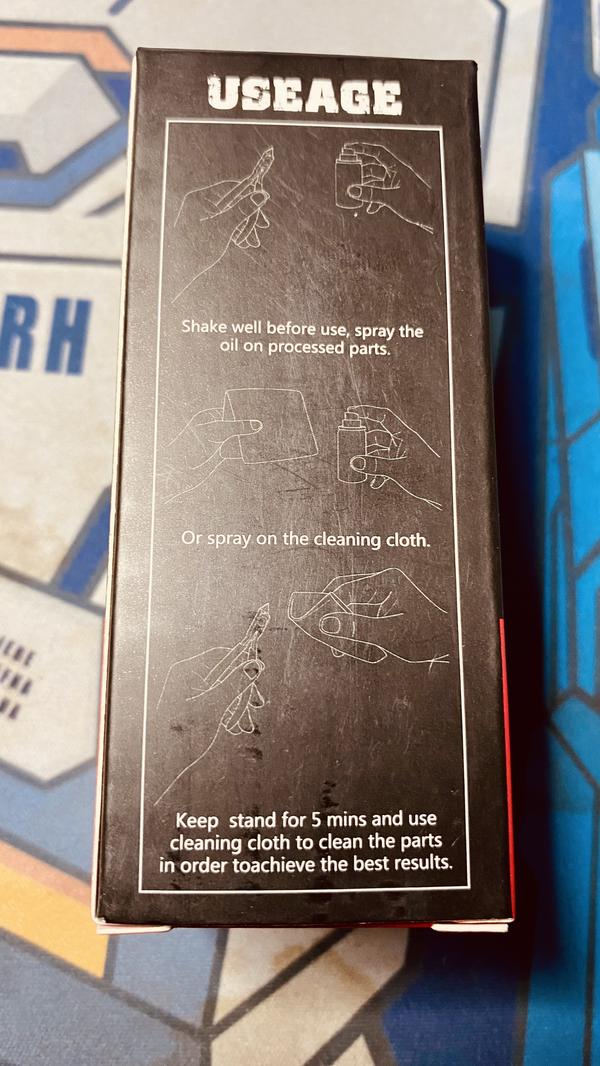 USEAGE
Shake well before use, spray the
oil on processed parts.
Or spray on the cleaning cloth.
Keep  stand for 5 mins and use
cleaning cloth to clean the parts
in order toachieve the best results.
RH